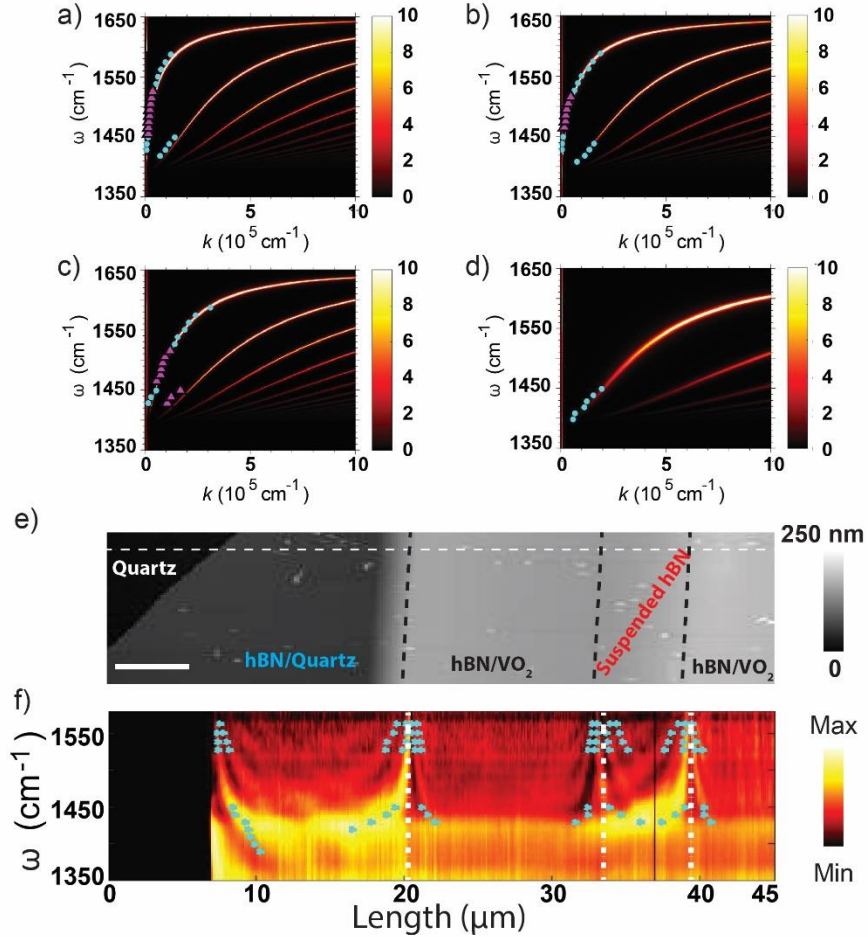 a)
1650
1550
1450
1350
ω (cm⁻¹)
0 5 10
k (10⁵ cm⁻¹)
10
8
6
4
2
0
b)
1650
1550
1450
1350
ω (cm⁻¹)
0 5 10
k (10⁵ cm⁻¹)
10
8
6
4
2
0
c)
1650
1550
1450
1350
ω (cm⁻¹)
0 5 10
k (10⁵ cm⁻¹)
10
8
6
4
2
0
d)
1650
1550
1450
1350
ω (cm⁻¹)
0 5 10
k (10⁵ cm⁻¹)
10
8
6
4
2
0
e)
Quartz
hBN/Quartz
hBN/VO₂
Suspended hBN
hBN/VO₂
250 nm
0
f)
1550
1450
1350
ω (cm⁻¹)
0 10 20 30 40 45
Length (μm)
Max
Min